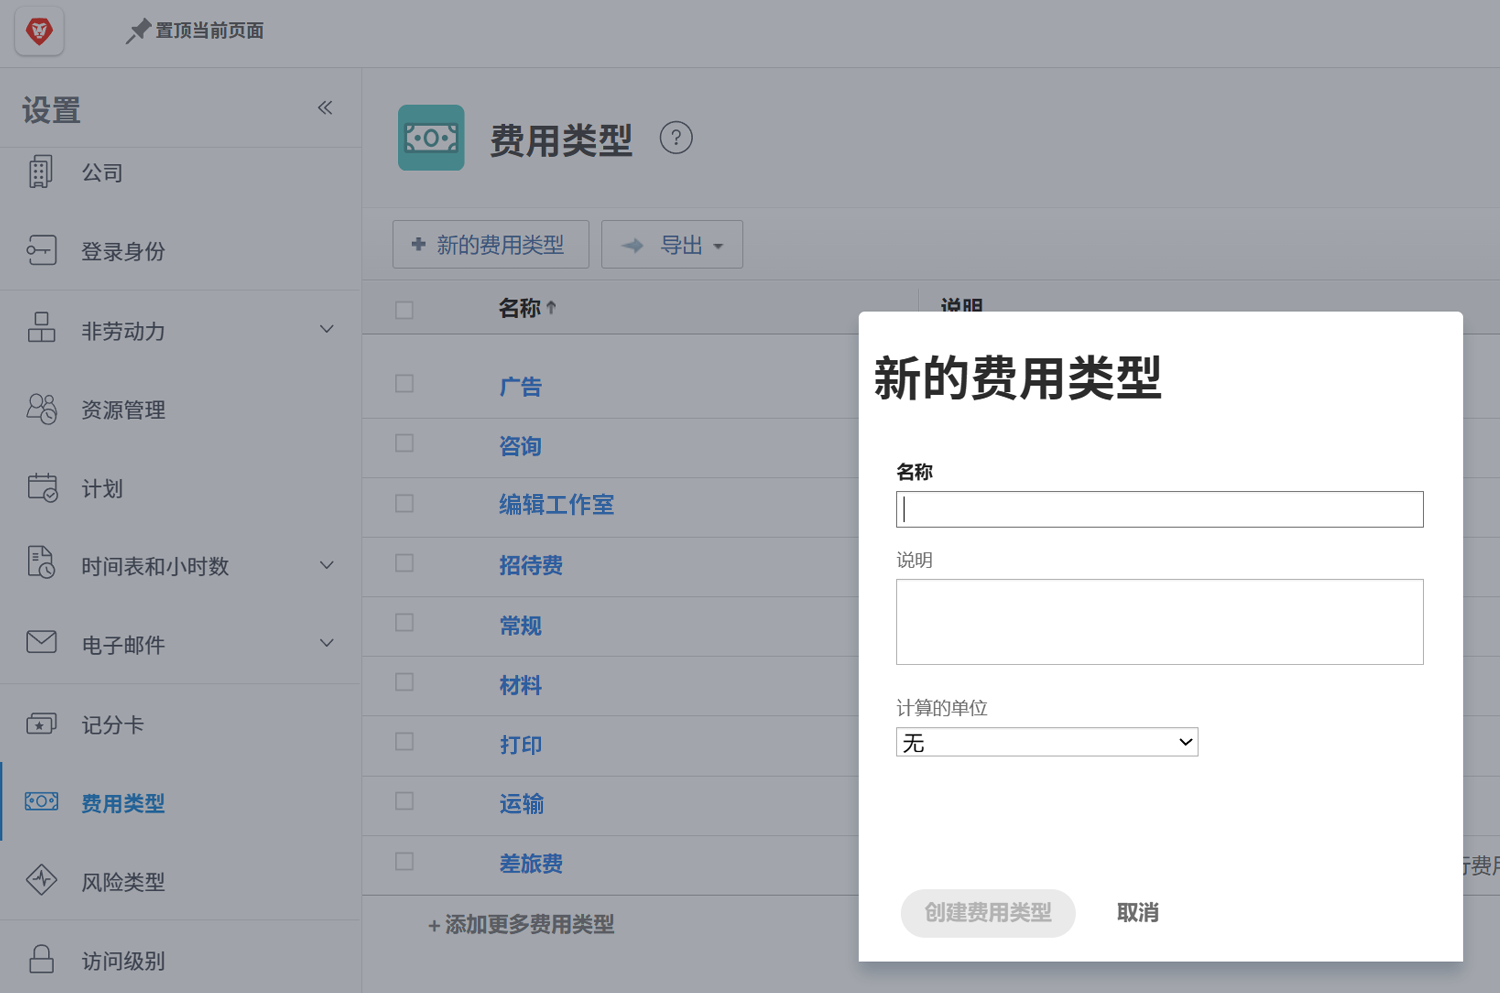 置顶当前页面
设置
公司
登录身份
非劳动力
资源管理
计划
时间表和小时数
电子邮件
记分卡
费用类型
风险类型
访问级别
费用类型
?
新的费用类型
导出
名称
说明
广告
咨询
编辑工作室
招待费
常规
材料
打印
运输
差旅费
行费用
+ 添加更多费用类型
新的费用类型
名称
说明
计算的单位
无
创建费用类型
取消